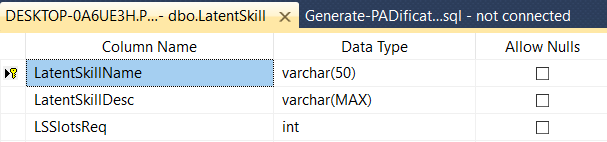 DESKTOP-0A6UE3H.P...- dbo.LatentSkill Generate-PADificat...sql - not connected
Column Name Data Type Allow Nulls
LatentSkillName varchar(50)
LatentSkillDesc varchar(MAX)
LSSlotsReq int